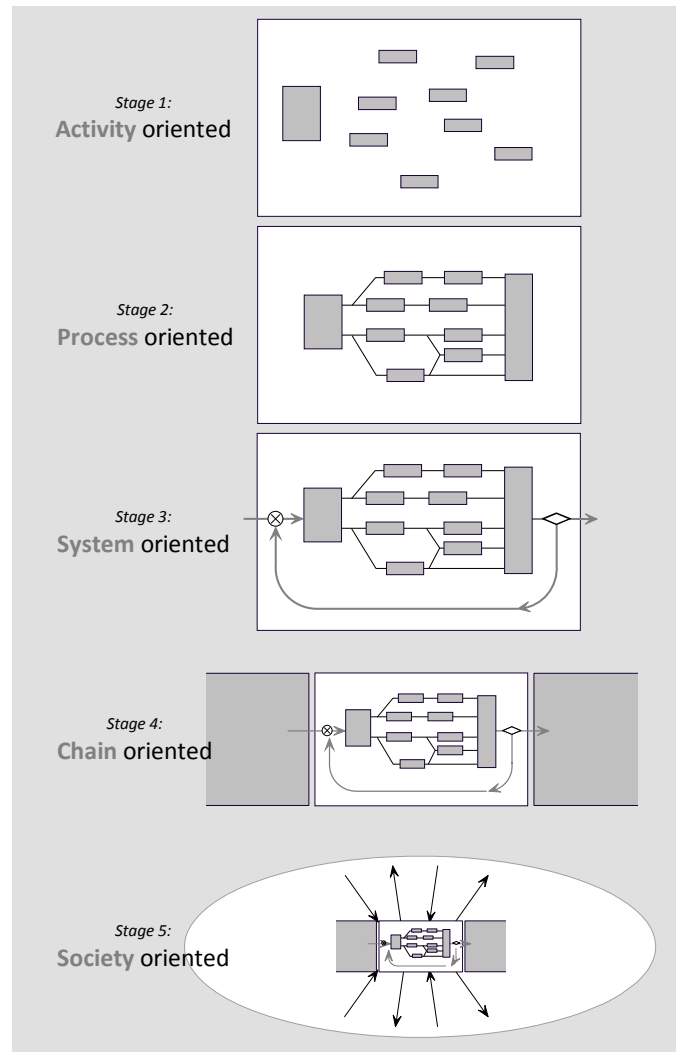 Stage 1:
Activity oriented
Stage 2:
Process oriented
Stage 3:
System oriented
Stage 4:
Chain oriented
Stage 5:
Society oriented